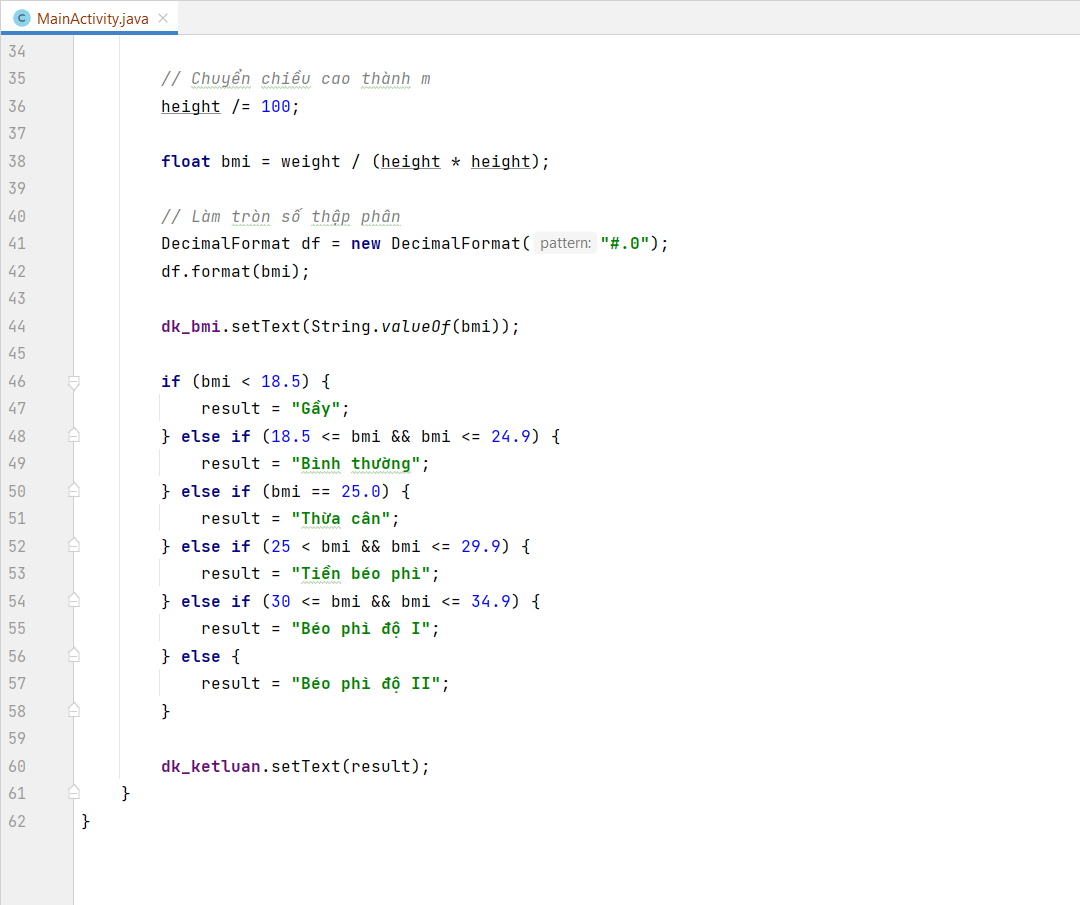 MainActivity.java
34
35 // Chuyển chiều cao thành m
36 height /= 100;
37
38 float bmi = weight / (height * height);
39
40 // Làm tròn số thập phân
41 DecimalFormat df = new DecimalFormat( pattern: "#.0");
42 df.format(bmi);
43
44 dk_bmi.setText(String.valueOf(bmi));
45
46 if (bmi < 18.5) {
47 result = "Gầy";
48 } else if (18.5 <= bmi && bmi <= 24.9) {
49 result = "Bình thường";
50 } else if (bmi == 25.0) {
51 result = "Thừa cân";
52 } else if (25 < bmi && bmi <= 29.9) {
53 result = "Tiền béo phì";
54 } else if (30 <= bmi && bmi <= 34.9) {
55 result = "Béo phì độ I";
56 } else {
57 result = "Béo phì độ II";
58 }
59
60 dk_ketluan.setText(result);
61 }
62 }